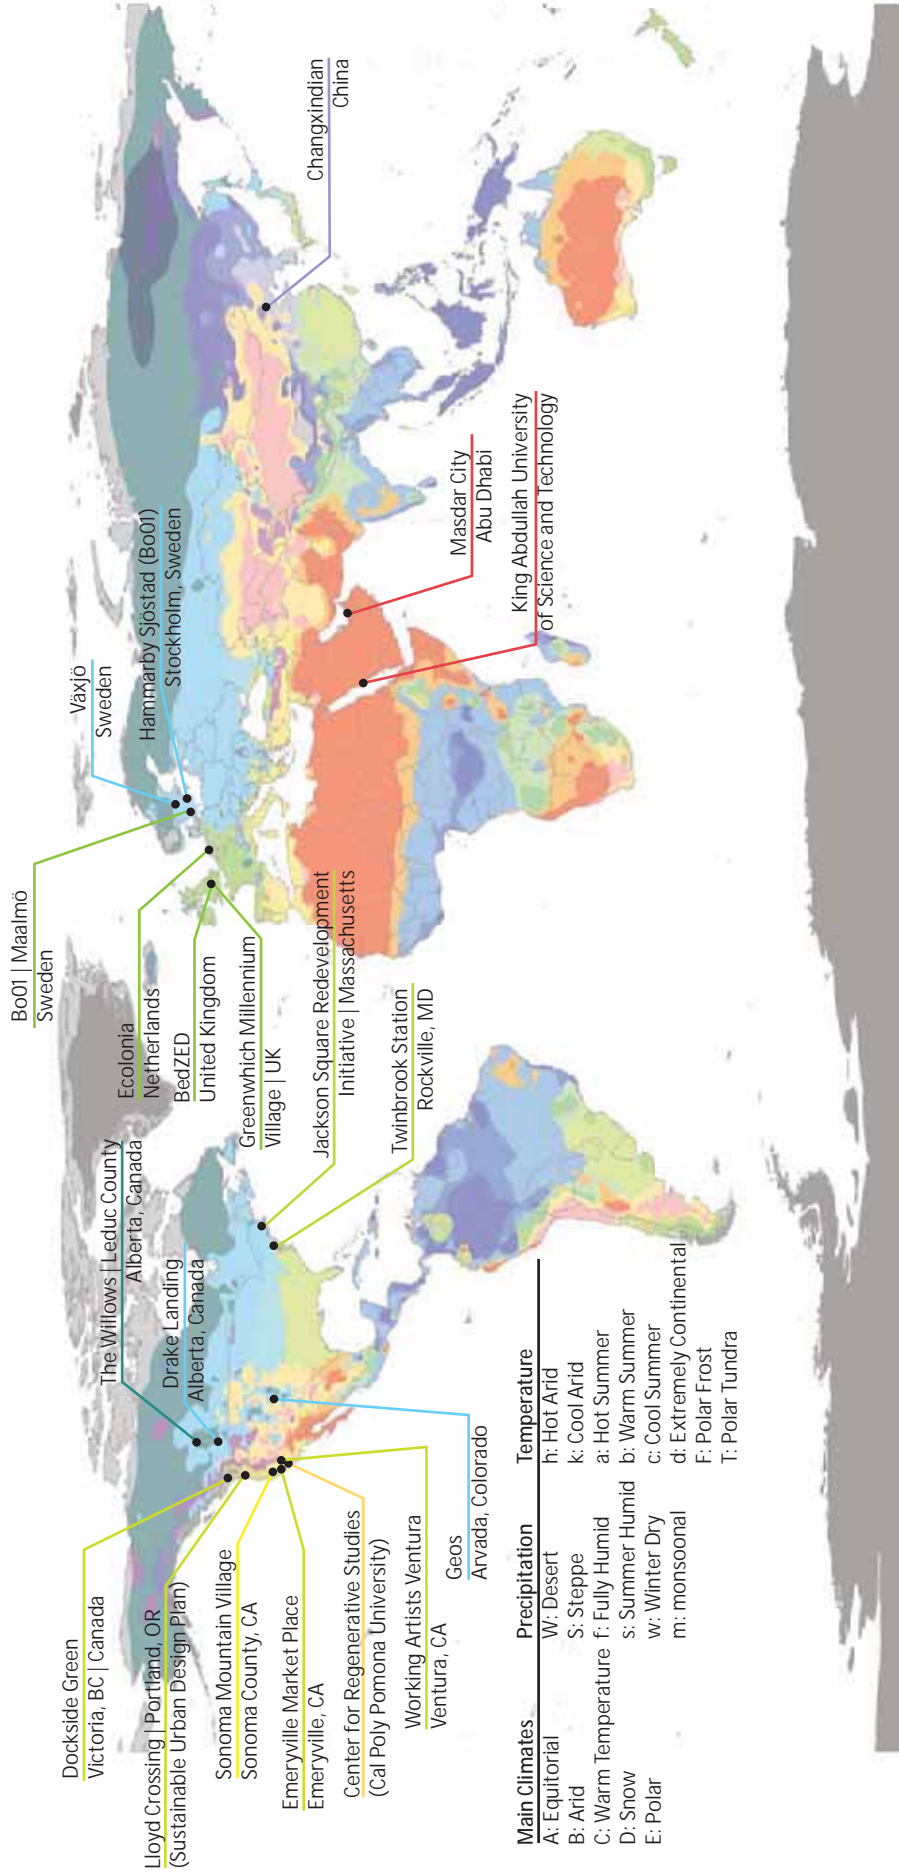 Dockside Green
Victoria, BC | Canada
Lloyd Crossing | Portland, OR
(Sustainable Urban Design Plan)
Sonoma Mountain Village
Sonoma County, CA
Emeryville Market Place
Emeryville, CA
Center for Regenerative Studies
(Cal Poly Pomona University)
Working Artists Ventura
Ventura, CA
Geos
Arvada, Colorado
The Willows | Leduc County
Alberta, Canada
Drake Landing
Alberta, Canada
Bo01 | Maalmö
Sweden
Ecolonia
Netherlands
BedZED
United Kingdom
Greenwhich Millennium
Village | UK
Jackson Square Redevelopment
Initiative | Massachusetts
Twinbrook Station
Rockville, MD
Växjö
Sweden
Hammarby Sjöstad (Bo01)
Stockholm, Sweden
Masdar City
Abu Dhabi
King Abdullah University
of Science and Technology
Changxindian
China
Main Climates
A: Equitorial
B: Arid
C: Warm Temperature
D: Snow
E: Polar
Precipitation
W: Desert
S: Steppe
f: Fully Humid
s: Summer Humid
w: Winter Dry
m: monsoonal
Temperature
h: Hot Arid
k: Cool Arid
a: Hot Summer
b: Warm Summer
c: Cool Summer
d: Extremely Continental
F: Polar Frost
T: Polar Tundra